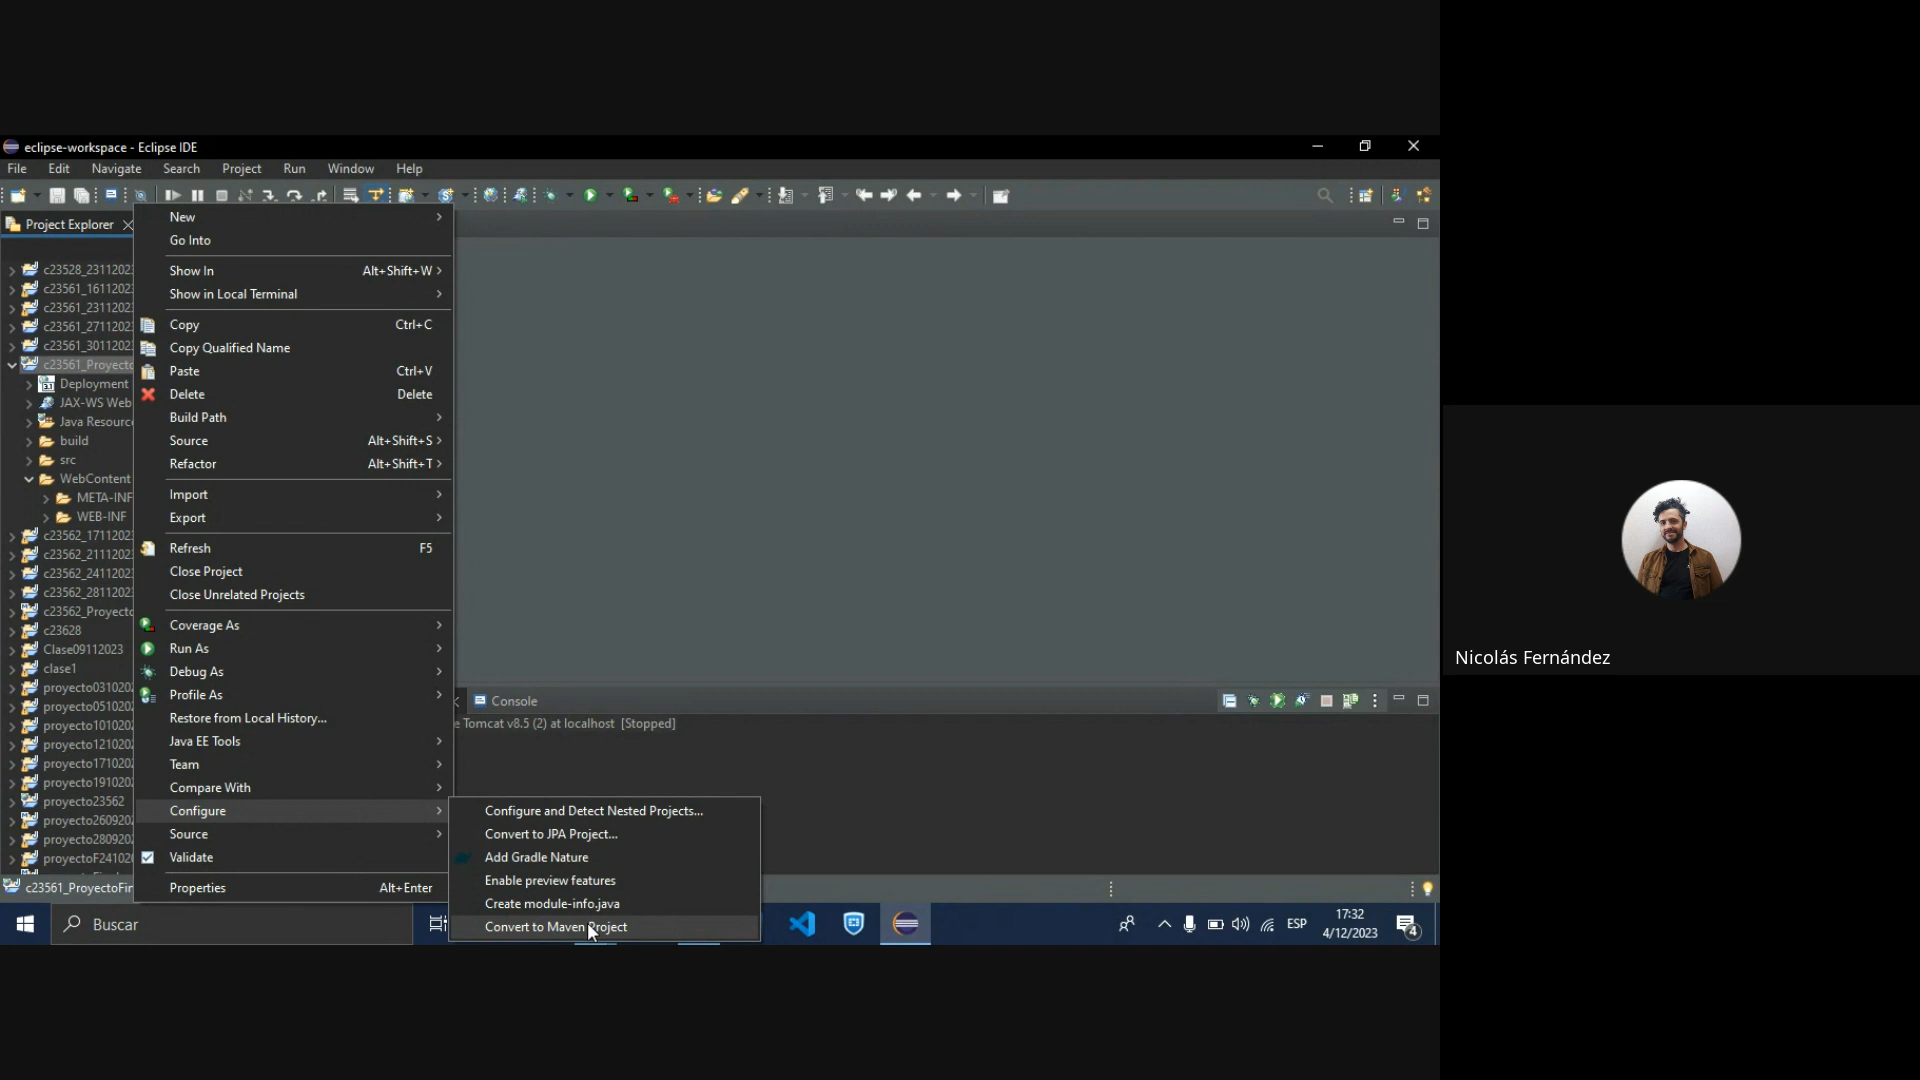 eclipse-workspace - Eclipse IDE
File Edit Navigate Search Project Run Window Help
Project Explorer
c23528_2311202
c23561_1611202
c23561_2311202
c23561_2711202
c23561_3011202
c23561_Proyecto
Deployment
JAX-WS Web
Java Resourc
build
src
WebContent
META-INF
WEB-INF
c23562_1711202
c23562_2111202
c23562_2411202
c23562_2811202
c23562_Proyecto
c23628
Clase09112023
clase1
proyecto031020
proyecto051020
proyecto101020
proyecto121020
proyecto171020
proyecto191020
proyecto23562
proyecto260920
proyecto280920
proyectoF24102
c23561_ProyectoFir
New
Go Into
Show In Alt+Shift+W
Show in Local Terminal
Copy Ctrl+C
Copy Qualified Name
Paste Ctrl+V
Delete Delete
Build Path
Source Alt+Shift+S
Refactor Alt+Shift+T
Import
Export
Refresh F5
Close Project
Close Unrelated Projects
Coverage As
Run As
Debug As
Profile As
Restore from Local History...
Java EE Tools
Team
Compare With
Configure
Source
Validate
Properties Alt+Enter
Configure and Detect Nested Projects...
Convert to JPA Project...
Add Gradle Nature
Enable preview features
Create module-info.java
Convert to Maven Project
Console
e Tomcat v8.5 (2) at localhost [Stopped]
Buscar
ESP
17:32
4/12/2023
4
Nicolás Fernández